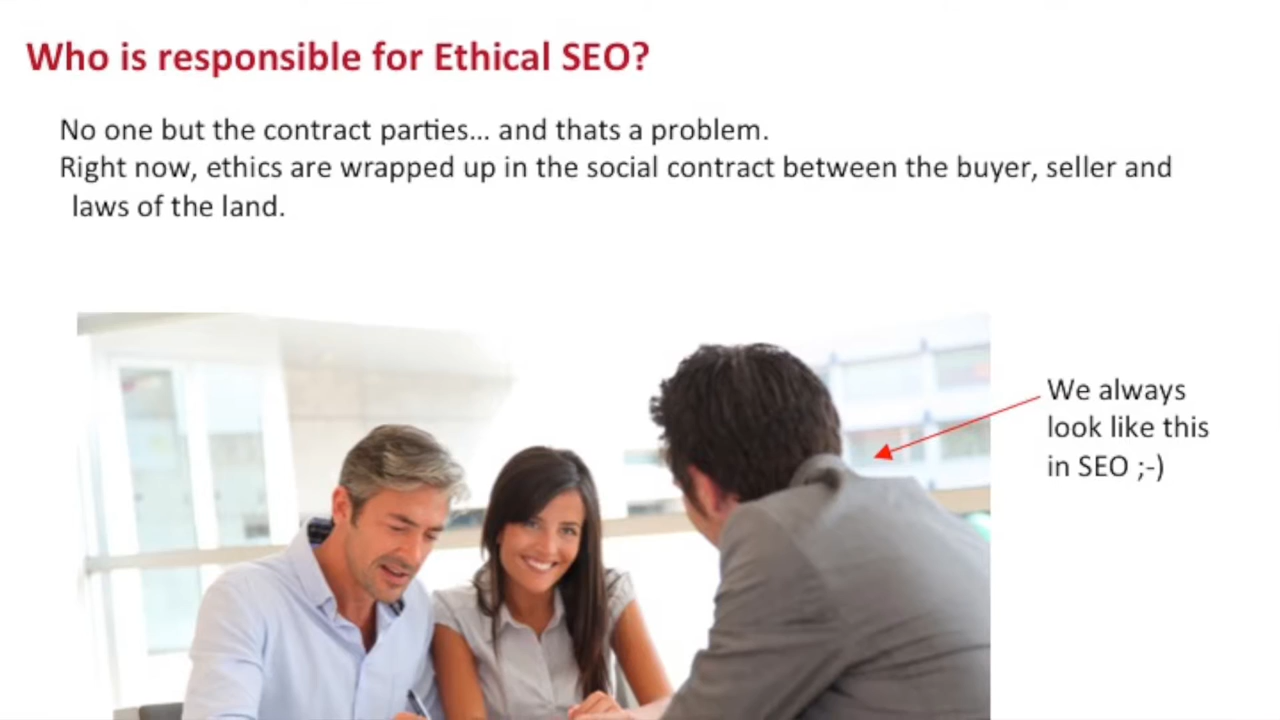 Who is responsible for Ethical SEO?
No one but the contract parties... and thats a problem.
Right now, ethics are wrapped up in the social contract between the buyer, seller and
laws of the land.
We always
look like this
in SEO ;-)